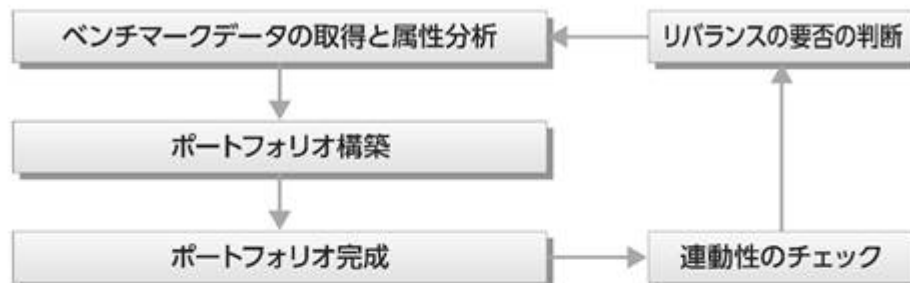 ベンチマークデータの取得と属性分析
リバランスの要否の判断
ポートフォリオ構築
ポートフォリオ完成
連動性のチェック